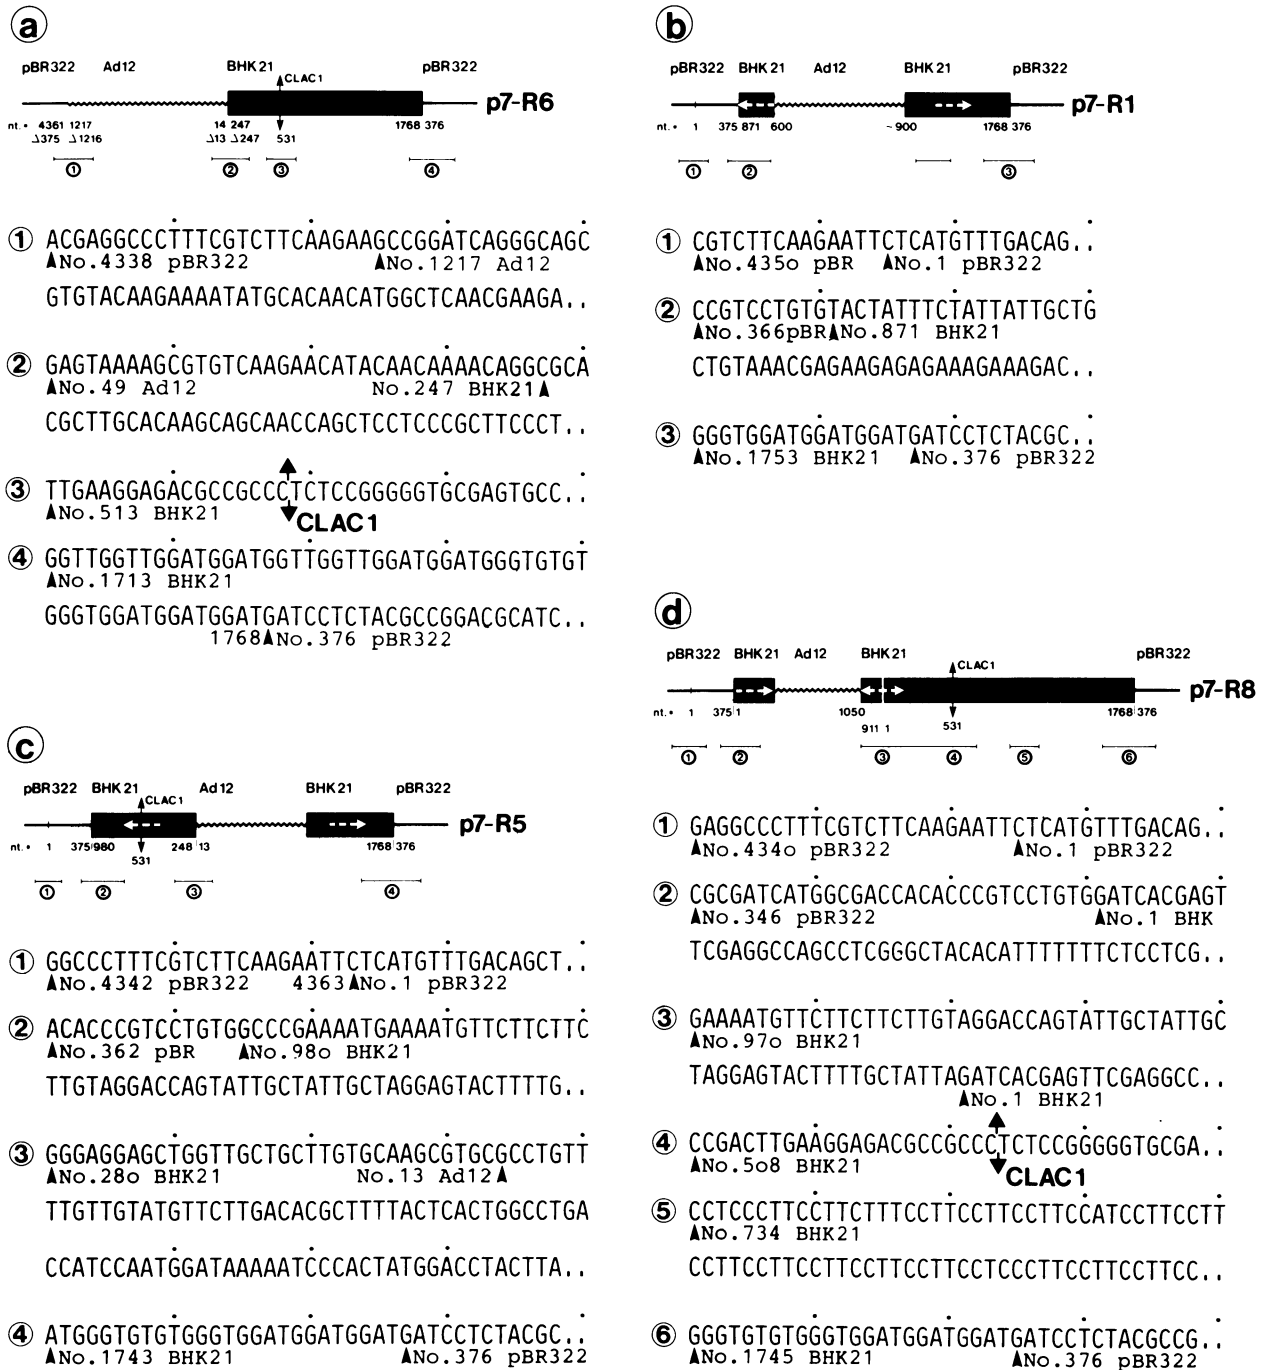 a
pBR322 Ad12 BHK21 pBR322
CLAC1
p7-R6
nt.• 4361 1217 14 247 1768 376
Δ375 Δ1216 Δ13 Δ247 531
① ② ③ ④
① ACGAGGCCCTTTCGTCTTCAAGAAGCCGGATCAGGGCAGC
▲No.4338 pBR322 ▲No.1217 Ad12
GTGTACAAGAAAATATGCACAACATGGCTCAACGAAGA..
② GAGTAAAAGCGTGTCAAGAACATACAACAAAACAGGCGCA
▲No.49 Ad12 No.247 BHK21▲
CGCTTGCACAAGCAGCAACCAGCTCCTCCCGCTTCCCT..
③ TTGAAGGAGACGCCGCCCTCTCCGGGGGTGCGAGTGCC..
▲No.513 BHK21
CLAC1
④ GGTTGGTTGGATGGATGGTTGGTTGGATGGATGGGTGTGT
▲No.1713 BHK21
GGGTGGATGGATGGATGATCCTCTACGCCGGACGCATC..
1768▲No.376 pBR322
b
pBR322 BHK21 Ad12 BHK21 pBR322
p7-R1
nt.• 1 375 871 600 ~900 1768 376
① ② ③
① CGTCTTCAAGAATTCTCATGTTTGACAG..
▲No.435o pBR ▲No.1 pBR322
② CCGTCCTGTGTACTATTTCTATTATTGCTG
▲No.366pBR▲No.871 BHK21
CTGTAAACGAGAAGAGAGAAAGAAAGAC..
③ GGGTGGATGGATGGATGATCCTCTACGC..
▲No.1753 BHK21 ▲No.376 pBR322
c
pBR322 BHK21 Ad12 BHK21 pBR322
CLAC1
p7-R5
nt.• 1 375 980 248 13 1768 376
531
① ② ③ ④
① GGCCCTTTCGTCTTCAAGAATTCTCATGTTTGACAGCT..
▲No.4342 pBR322 4363▲No.1 pBR322
② ACACCCGTCCTGTGGCCCGAAAATGAAAATGTTCTTCTTC
▲No.362 pBR ▲No.98o BHK21
TTGTAGGACCAGTATTGCTATTGCTAGGAGTACTTTTG..
③ GGGAGGAGCTGGTTGCTGCTTGTGCAAGCGTGCGCCTGTT
▲No.28o BHK21 No.13 Ad12▲
TTGTTGTATGTTCTTGACACGCTTTTACTCACTGGCCTGA
CCATCCAATGGATAAAAATCCCACTATGGACCTACTTA..
④ ATGGGTGTGTGGGTGGATGGATGGATGATCCTCTACGC..
▲No.1743 BHK21 ▲No.376 pBR322
d
pBR322 BHK21 Ad12 BHK21 pBR322
CLAC1
p7-R8
nt.• 1 375 1 1050 1768 376
911 1 531
① ② ③ ④ ⑤ ⑥
① GAGGCCCTTTCGTCTTCAAGAATTCTCATGTTTGACAG..
▲No.434o pBR322 ▲No.1 pBR322
② CGCGATCATGGCGACCACACCCGTCCTGTGGATCACGAGT
▲No.346 pBR322 ▲No.1 BHK
TCGAGGCCAGCCTCGGGCTACACATTTTTTTCTCCTCG..
③ GAAAATGTTCTTCTTCTTGTAGGACCAGTATTGCTATTGC
▲No.97o BHK21
TAGGAGTACTTTTGCTATTAGATCACGAGTTCGAGGCC..
▲No.1 BHK21
④ CCGACTTGAAGGAGACGCCGCCCTCTCCGGGGGTGCGA..
▲No.5o8 BHK21
CLAC1
⑤ CCTCCCTTCCTTCTTTCCTTCCTTCCTTCCATCCTTCCTT
▲No.734 BHK21
CCTTCCTTCCTTCCTTCCTTCCTCCCTTCCTTCCTTCC..
⑥ GGGTGTGTGGGTGGATGGATGGATGATCCTCTACGCCG..
▲No.1745 BHK21 ▲No.376 pBR322